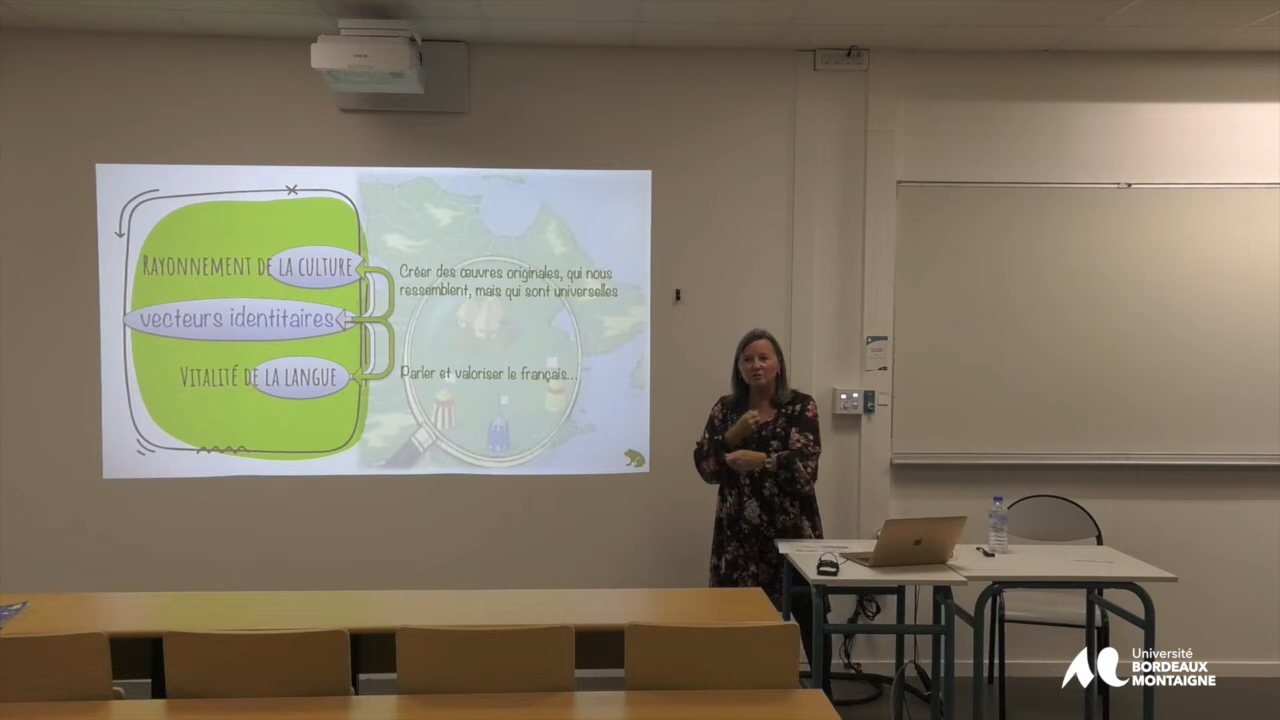 RAYONNEMENT DE LA CULTURE
vecteurs identitaires
VITALITÉ DE LA LANGUE
Créer des œuvres originales, qui nous
ressemblent, mais qui sont universelles
Parler et valoriser le français...
Université
BORDEAUX
MONTAIGNE